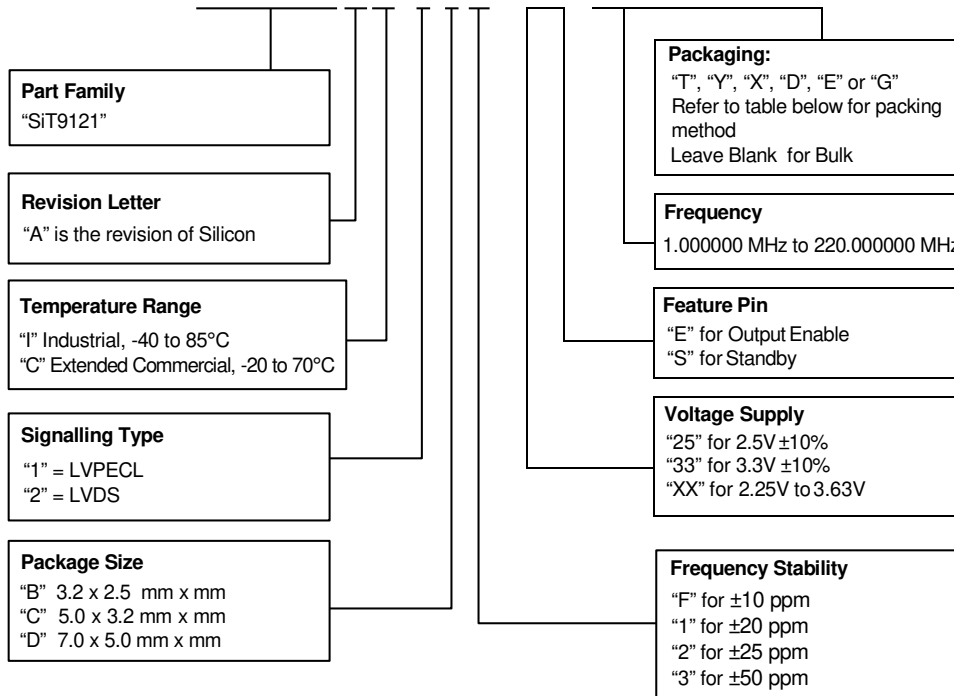 Part Family
“SiT9121”
Revision Letter
“A” is the revision of Silicon
Temperature Range
“I” Industrial, -40 to 85°C
“C” Extended Commercial, -20 to 70°C
Signalling Type
“1” = LVPECL
“2” = LVDS
Package Size
“B” 3.2 x 2.5 mm x mm
“C” 5.0 x 3.2 mm x mm
“D” 7.0 x 5.0 mm x mm
Packaging:
“T”, “Y”, “X”, “D”, “E” or “G”
Refer to table below for packing
method
Leave Blank for Bulk
Frequency
1.000000 MHz to 220.000000 MHz
Feature Pin
“E” for Output Enable
“S” for Standby
Voltage Supply
“25” for 2.5V ±10%
“33” for 3.3V ±10%
“XX” for 2.25V to 3.63V
Frequency Stability
“F” for ±10 ppm
“1” for ±20 ppm
“2” for ±25 ppm
“3” for ±50 ppm